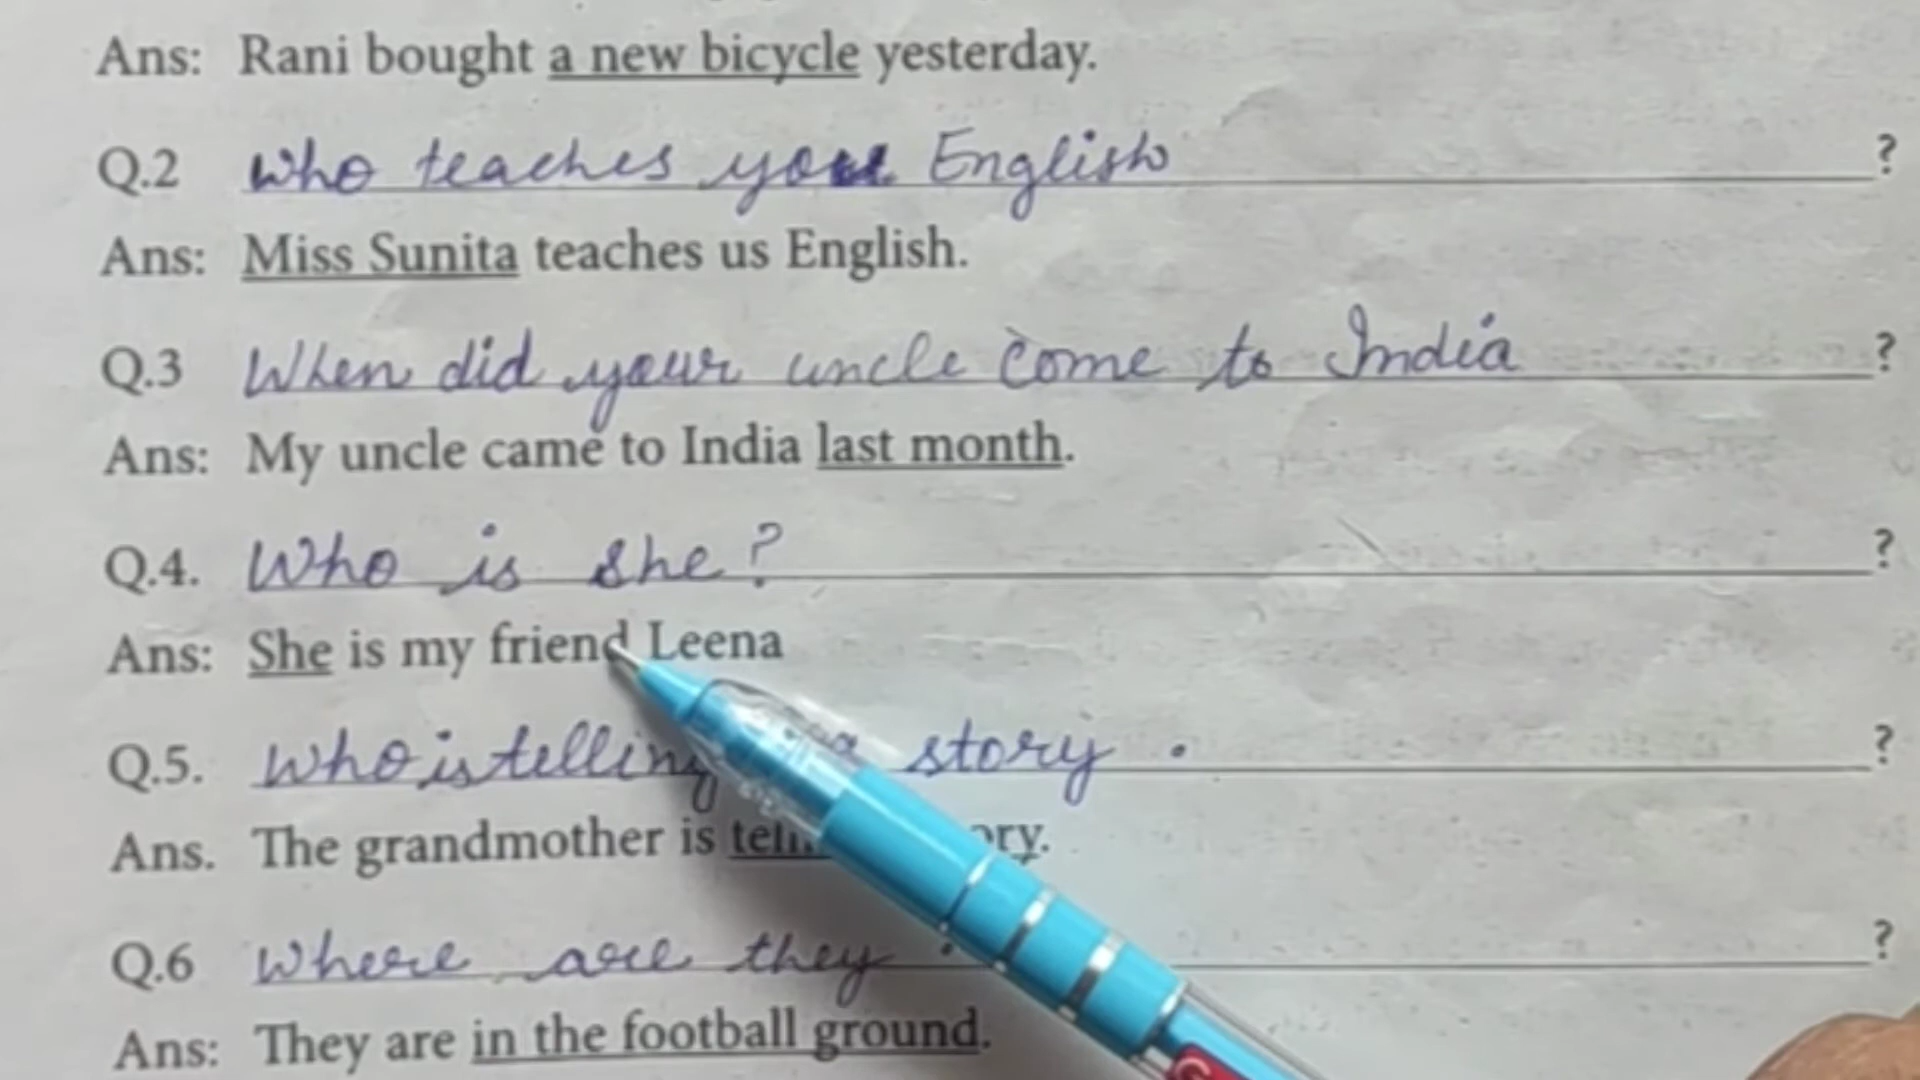 Ans: Rani bought a new bicycle yesterday.
Q.2 Who teaches you English ?
Ans: Miss Sunita teaches us English.
Q.3 When did your uncle come to India ?
Ans: My uncle came to India last month.
Q.4. Who is she? ?
Ans: She is my friend Leena
Q.5. Who is telling a story . ?
Ans. The grandmother is
Q.6 Where are they ?
Ans: They are in the football ground.